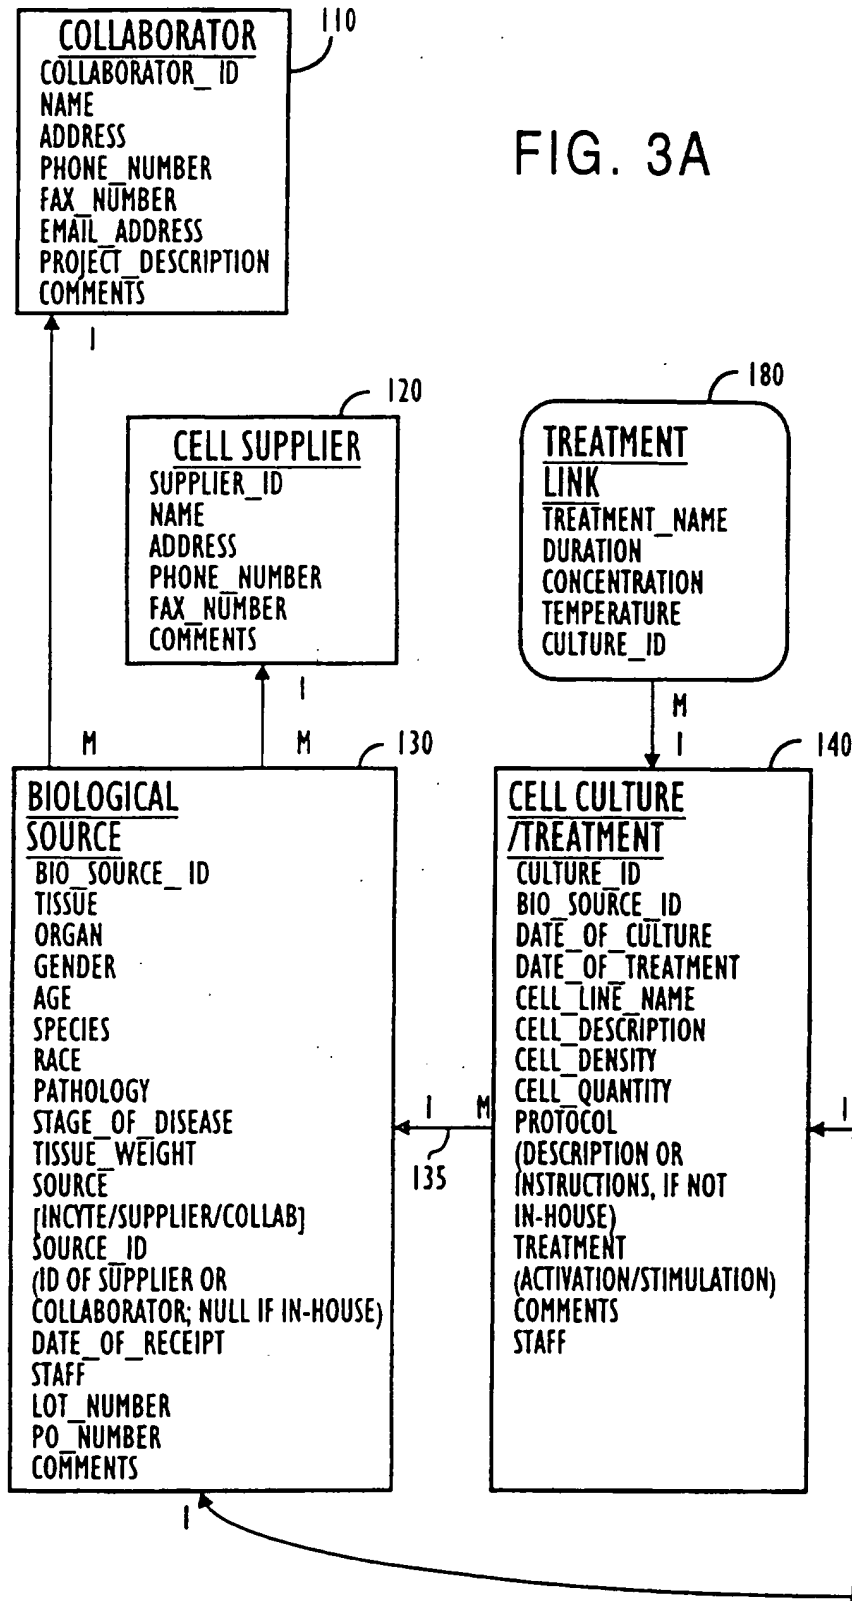 COLLABORATOR
COLLABORATOR_ID
NAME
ADDRESS
PHONE_NUMBER
FAX_NUMBER
EMAIL_ADDRESS
PROJECT_DESCRIPTION
COMMENTS
110
FIG. 3A
1
120
CELL SUPPLIER
SUPPLIER_ID
NAME
ADDRESS
PHONE_NUMBER
FAX_NUMBER
COMMENTS
1
180
TREATMENT
LINK
TREATMENT_NAME
DURATION
CONCENTRATION
TEMPERATURE
CULTURE_ID
M
1
M
M
130
BIOLOGICAL
SOURCE
BIO_SOURCE_ID
TISSUE
ORGAN
GENDER
AGE
SPECIES
RACE
PATHOLOGY
STAGE_OF_DISEASE
TISSUE_WEIGHT
SOURCE
[INCYTE/SUPPLIER/COLLAB]
SOURCE_ID
(ID OF SUPPLIER OR
COLLABORATOR; NULL IF IN-HOUSE)
DATE_OF_RECEIPT
STAFF
LOT_NUMBER
PO_NUMBER
COMMENTS
1
1 M
135
140
CELL CULTURE
/TREATMENT
CULTURE_ID
BIO_SOURCE_ID
DATE_OF_CULTURE
DATE_OF_TREATMENT
CELL_LINE_NAME
CELL_DESCRIPTION
CELL_DENSITY
CELL_QUANTITY
PROTOCOL
(DESCRIPTION OR
INSTRUCTIONS, IF NOT
IN-HOUSE)
TREATMENT
(ACTIVATION/STIMULATION)
COMMENTS
STAFF
1